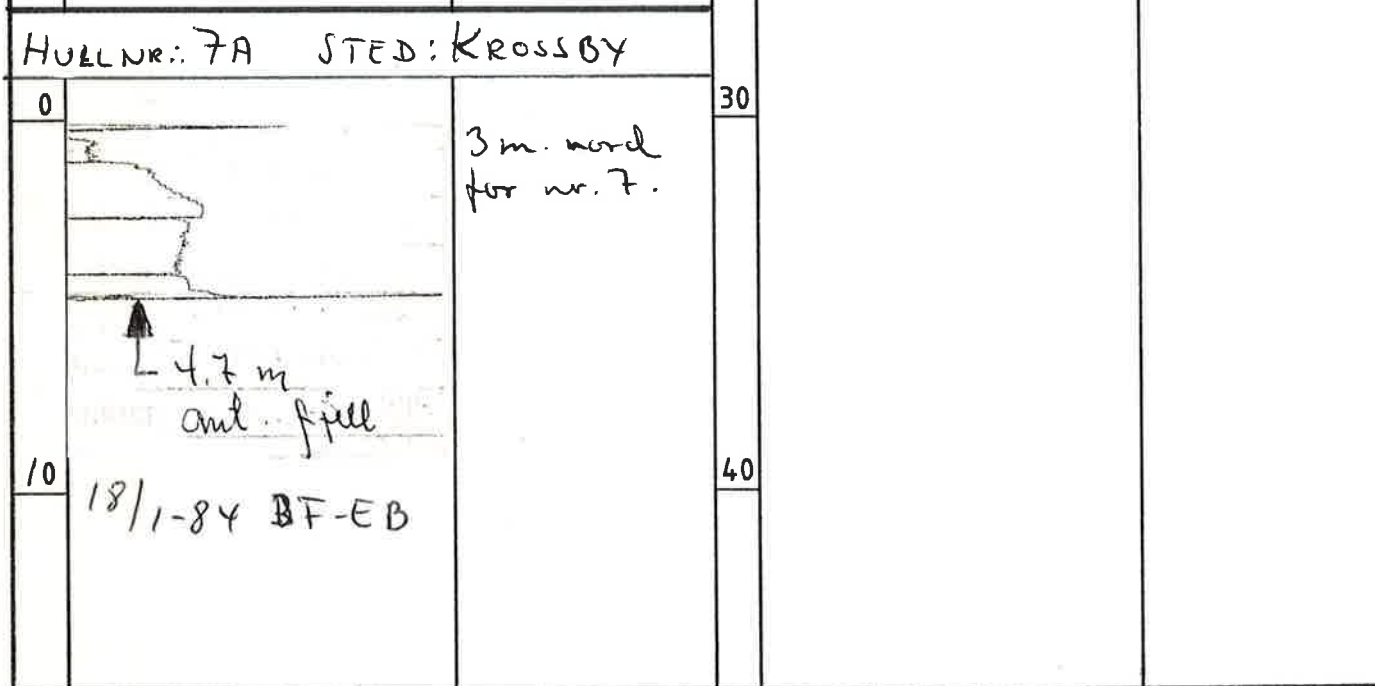 HULLNR.: 7A STED: KROSSBY
0
3 m. nord
for nr. 7.
4.7 m
ant. fjell
10
18/1-84 BF-EB
30
40